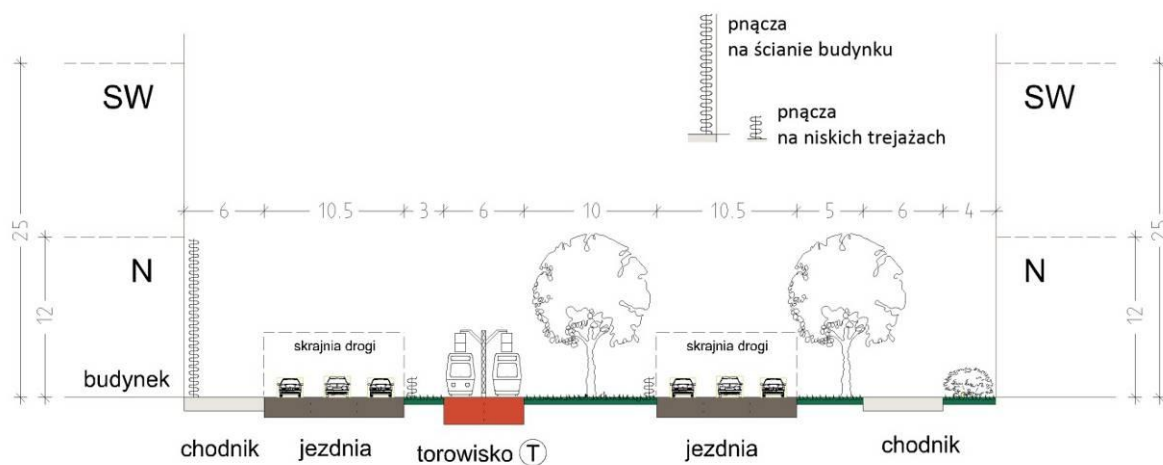 pnącza
na ścianie budynku
SW
SW
pnącza
na niskich trejażach
6
10.5
3
6
10
10.5
5
6
4
25
25
N
N
12
12
skrajnia drogi
skrajnia drogi
budynek
chodnik
jezdnia
torowisko T
jezdnia
chodnik